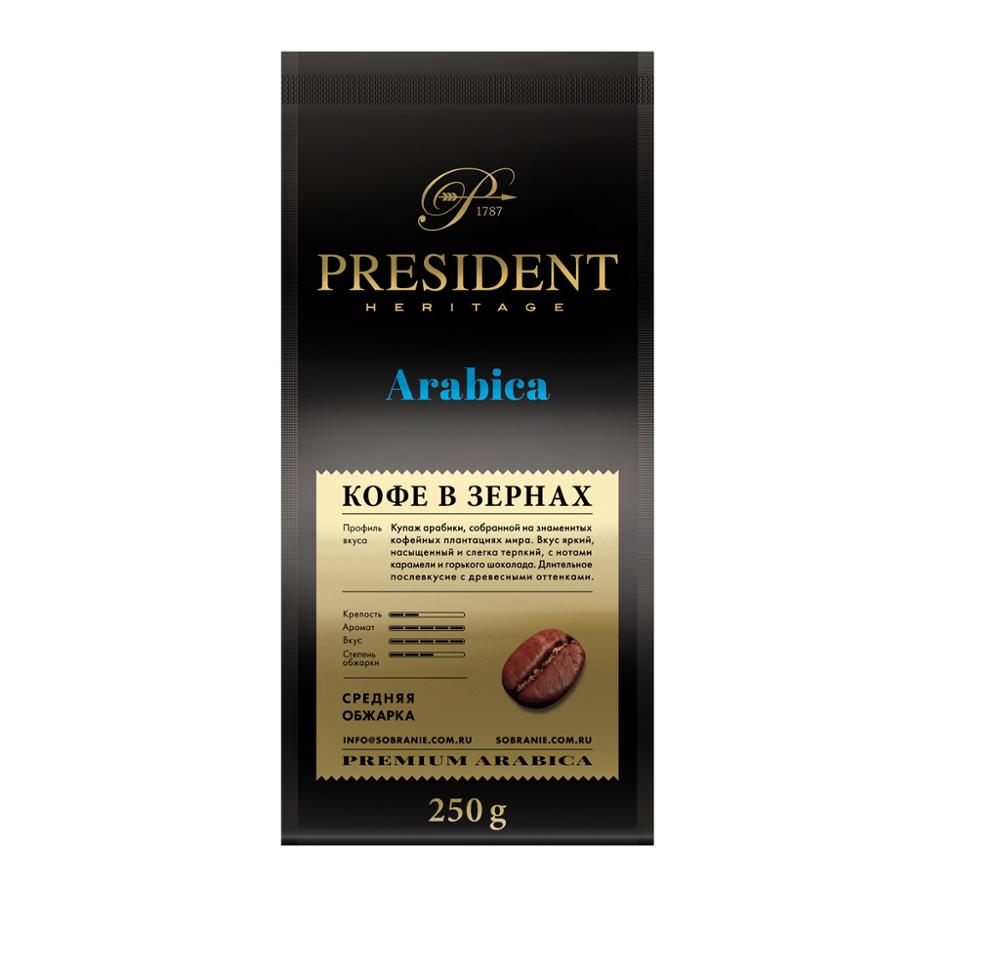 P
1787
PRESIDENT
HERITAGE
Arabica
КОФЕ В ЗЕРНАХ
Профиль
вкуса
Купаж арабики, собранной на знаменитых
кофейных плантациях мира. Вкус яркий,
насыщенный и слегка терпкий, с нотами
карамели и горького шоколада. Длительное
послевкусие с древесными оттенками.
Крепость
Аромат
Вкус
Степень
обжарки
СРЕДНЯЯ
ОБЖАРКА
INFO@SOBRANIE.COM.RU SOBRANIE.COM.RU
PREMIUM ARABICA
250 g